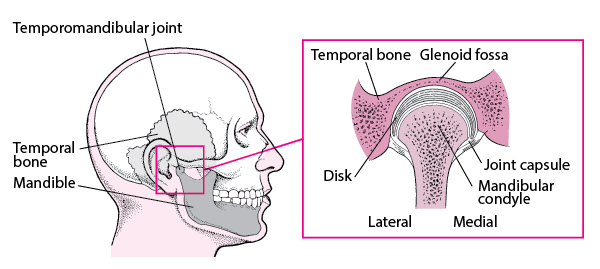 Temporomandibular joint
Temporal
bone
Mandible
Temporal bone
Glenoid fossa
Disk
Joint capsule
Mandibular
condyle
Lateral
Medial